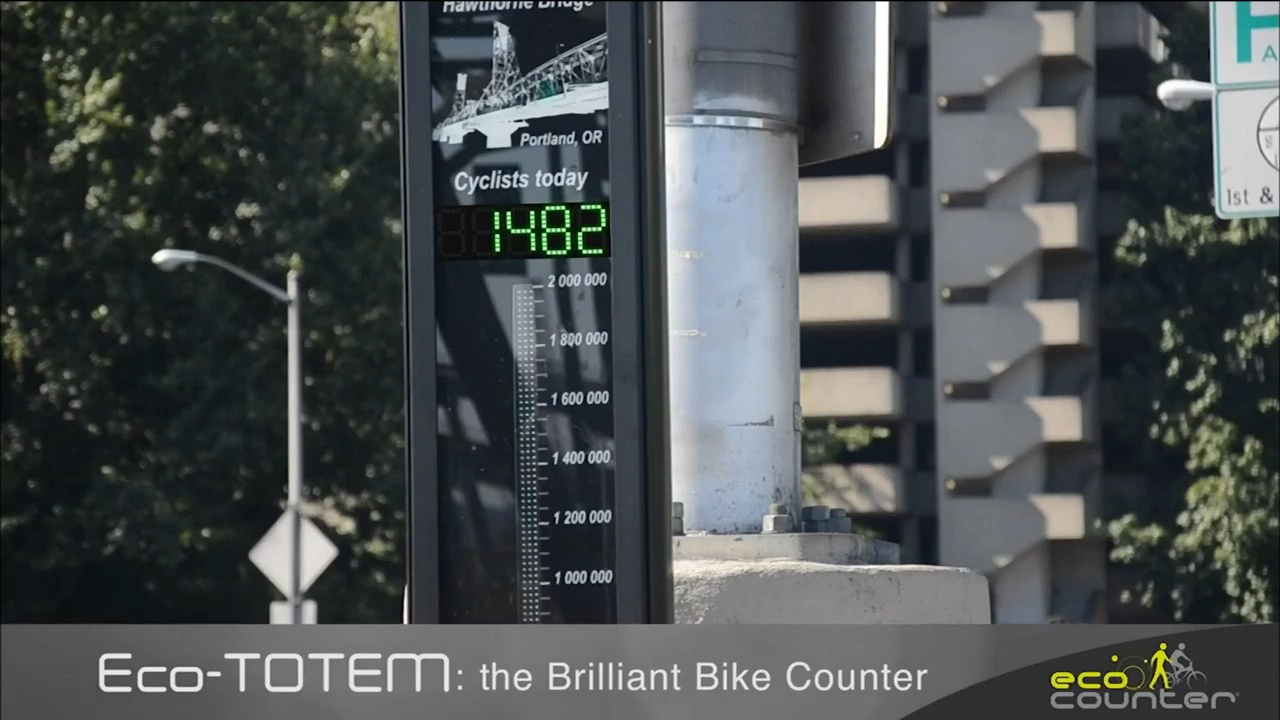 Hawthorne Bridge
Portland, OR
Cyclists today
1482
2 000 000
1 800 000
1 600 000
1 400 000
1 200 000
1 000 000
1st &
Eco-TOTEM: the Brilliant Bike Counter
eco
counter